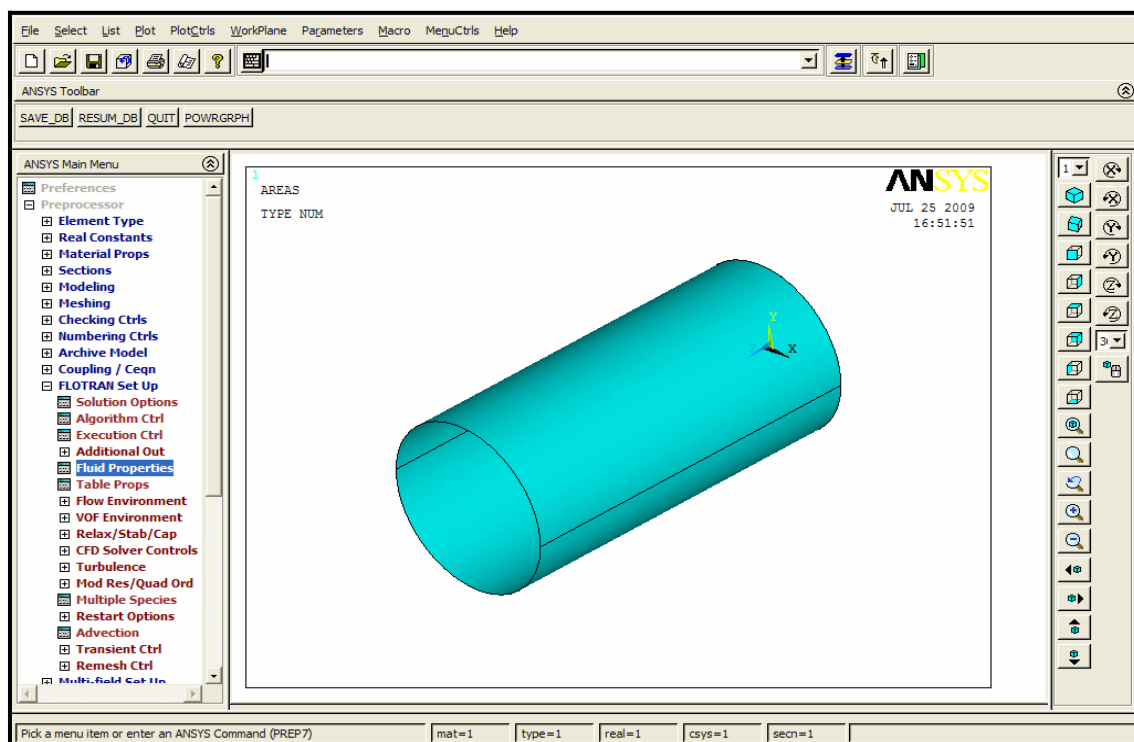 File Select List Plot PlotCtrls WorkPlane Parameters Macro MenuCtrls Help
ANSYS Toolbar
SAVE_DB RESUM_DB QUIT POWRGRPH
ANSYS Main Menu
Preferences
Preprocessor
Element Type
Real Constants
Material Props
Sections
Modeling
Meshing
Checking Ctrls
Numbering Ctrls
Archive Model
Coupling / Ceqn
FLOTRAN Set Up
Solution Options
Algorithm Ctrl
Execution Ctrl
Additional Out
Fluid Properties
Table Props
Flow Environment
VOF Environment
Relax/Stab/Cap
CFD Solver Controls
Turbulence
Mod Res/Quad Ord
Multiple Species
Restart Options
Advection
Transient Ctrl
Remesh Ctrl
Multi-field Set Up
1
AREAS
TYPE NUM
ANSYS
JUL 25 2009
16:51:51
Y
Z X
1
X
X
Y
Y
Z
Z
Pick a menu item or enter an ANSYS Command (PREP7) mat=1 type=1 real=1 csys=1 secn=1